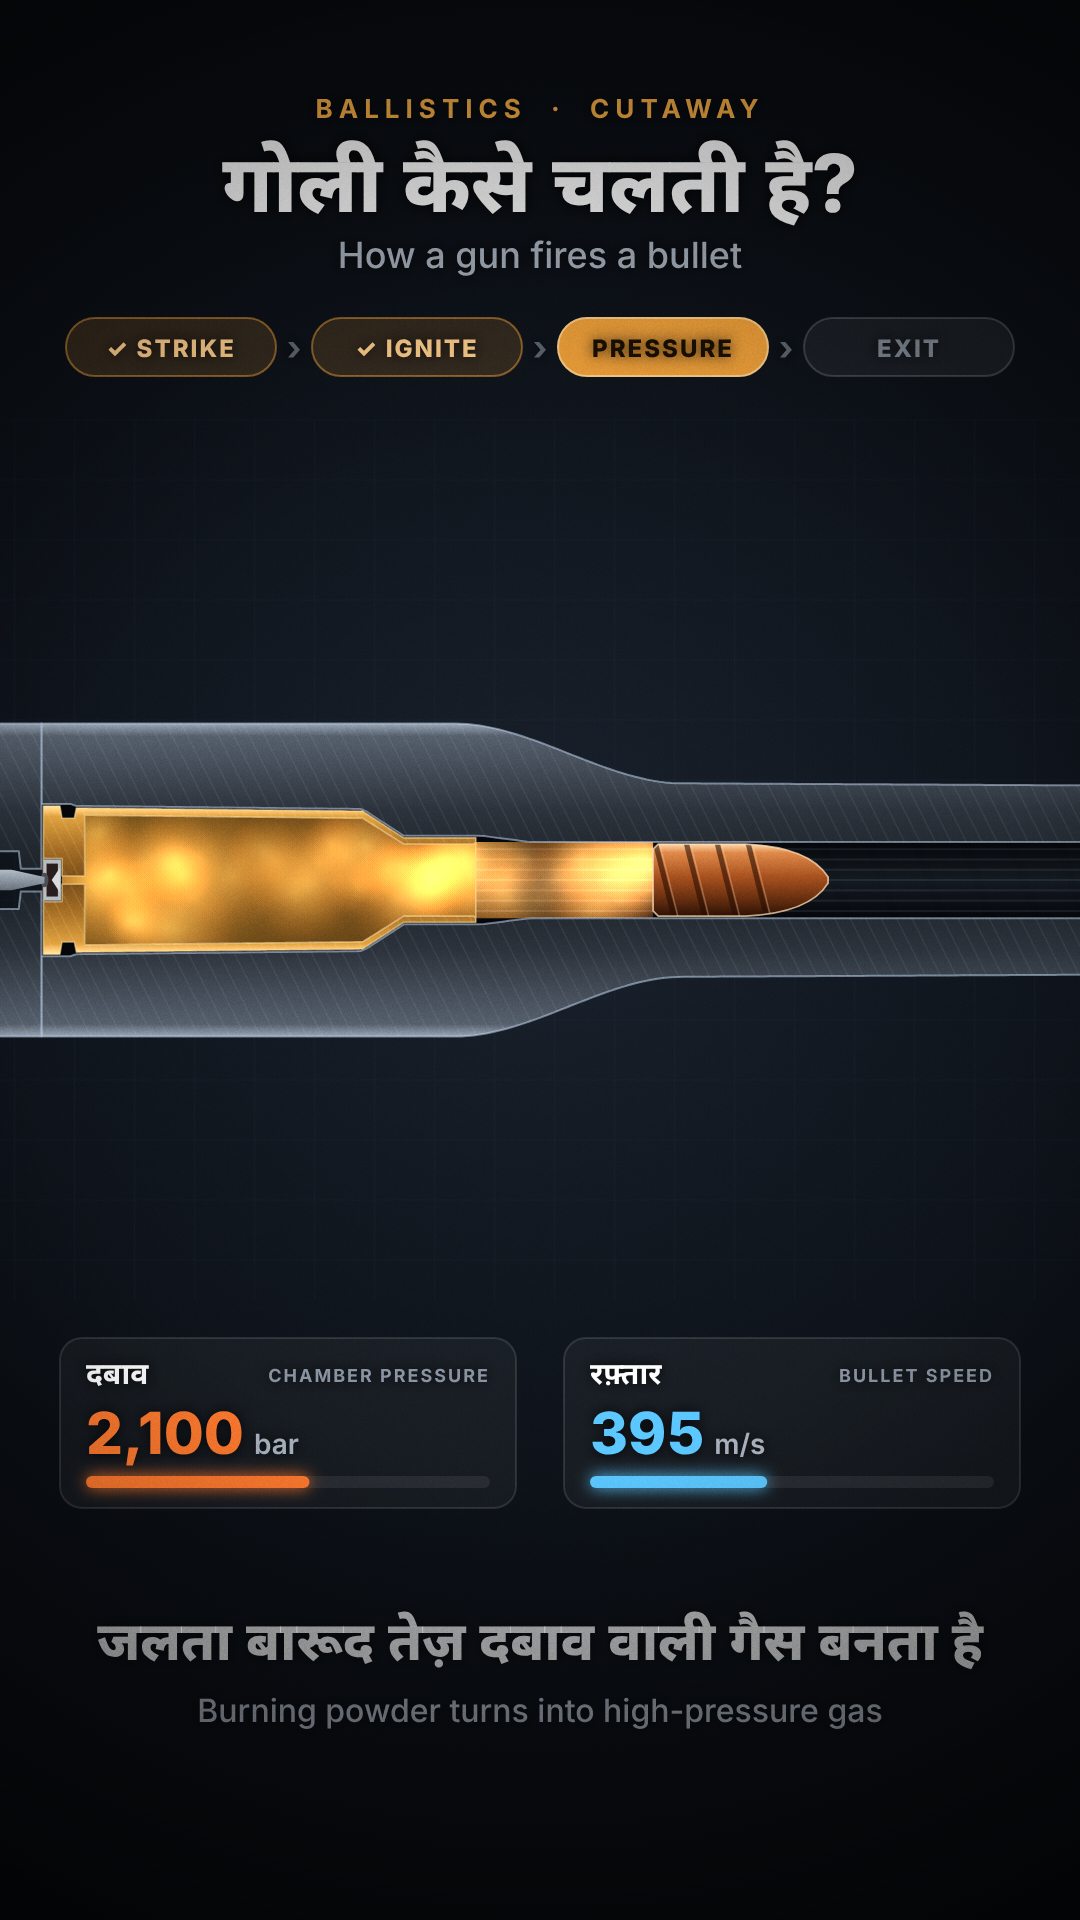 BALLISTICS · CUTAWAY
गोली कैसे चलती है?
How a gun fires a bullet
✓ STRIKE › ✓ IGNITE › PRESSURE › EXIT
दबाव CHAMBER PRESSURE
2,100 bar
रफ़्तार BULLET SPEED
395 m/s
जलता बारूद तेज़ दबाव वाली गैस बनता है
Burning powder turns into high-pressure gas